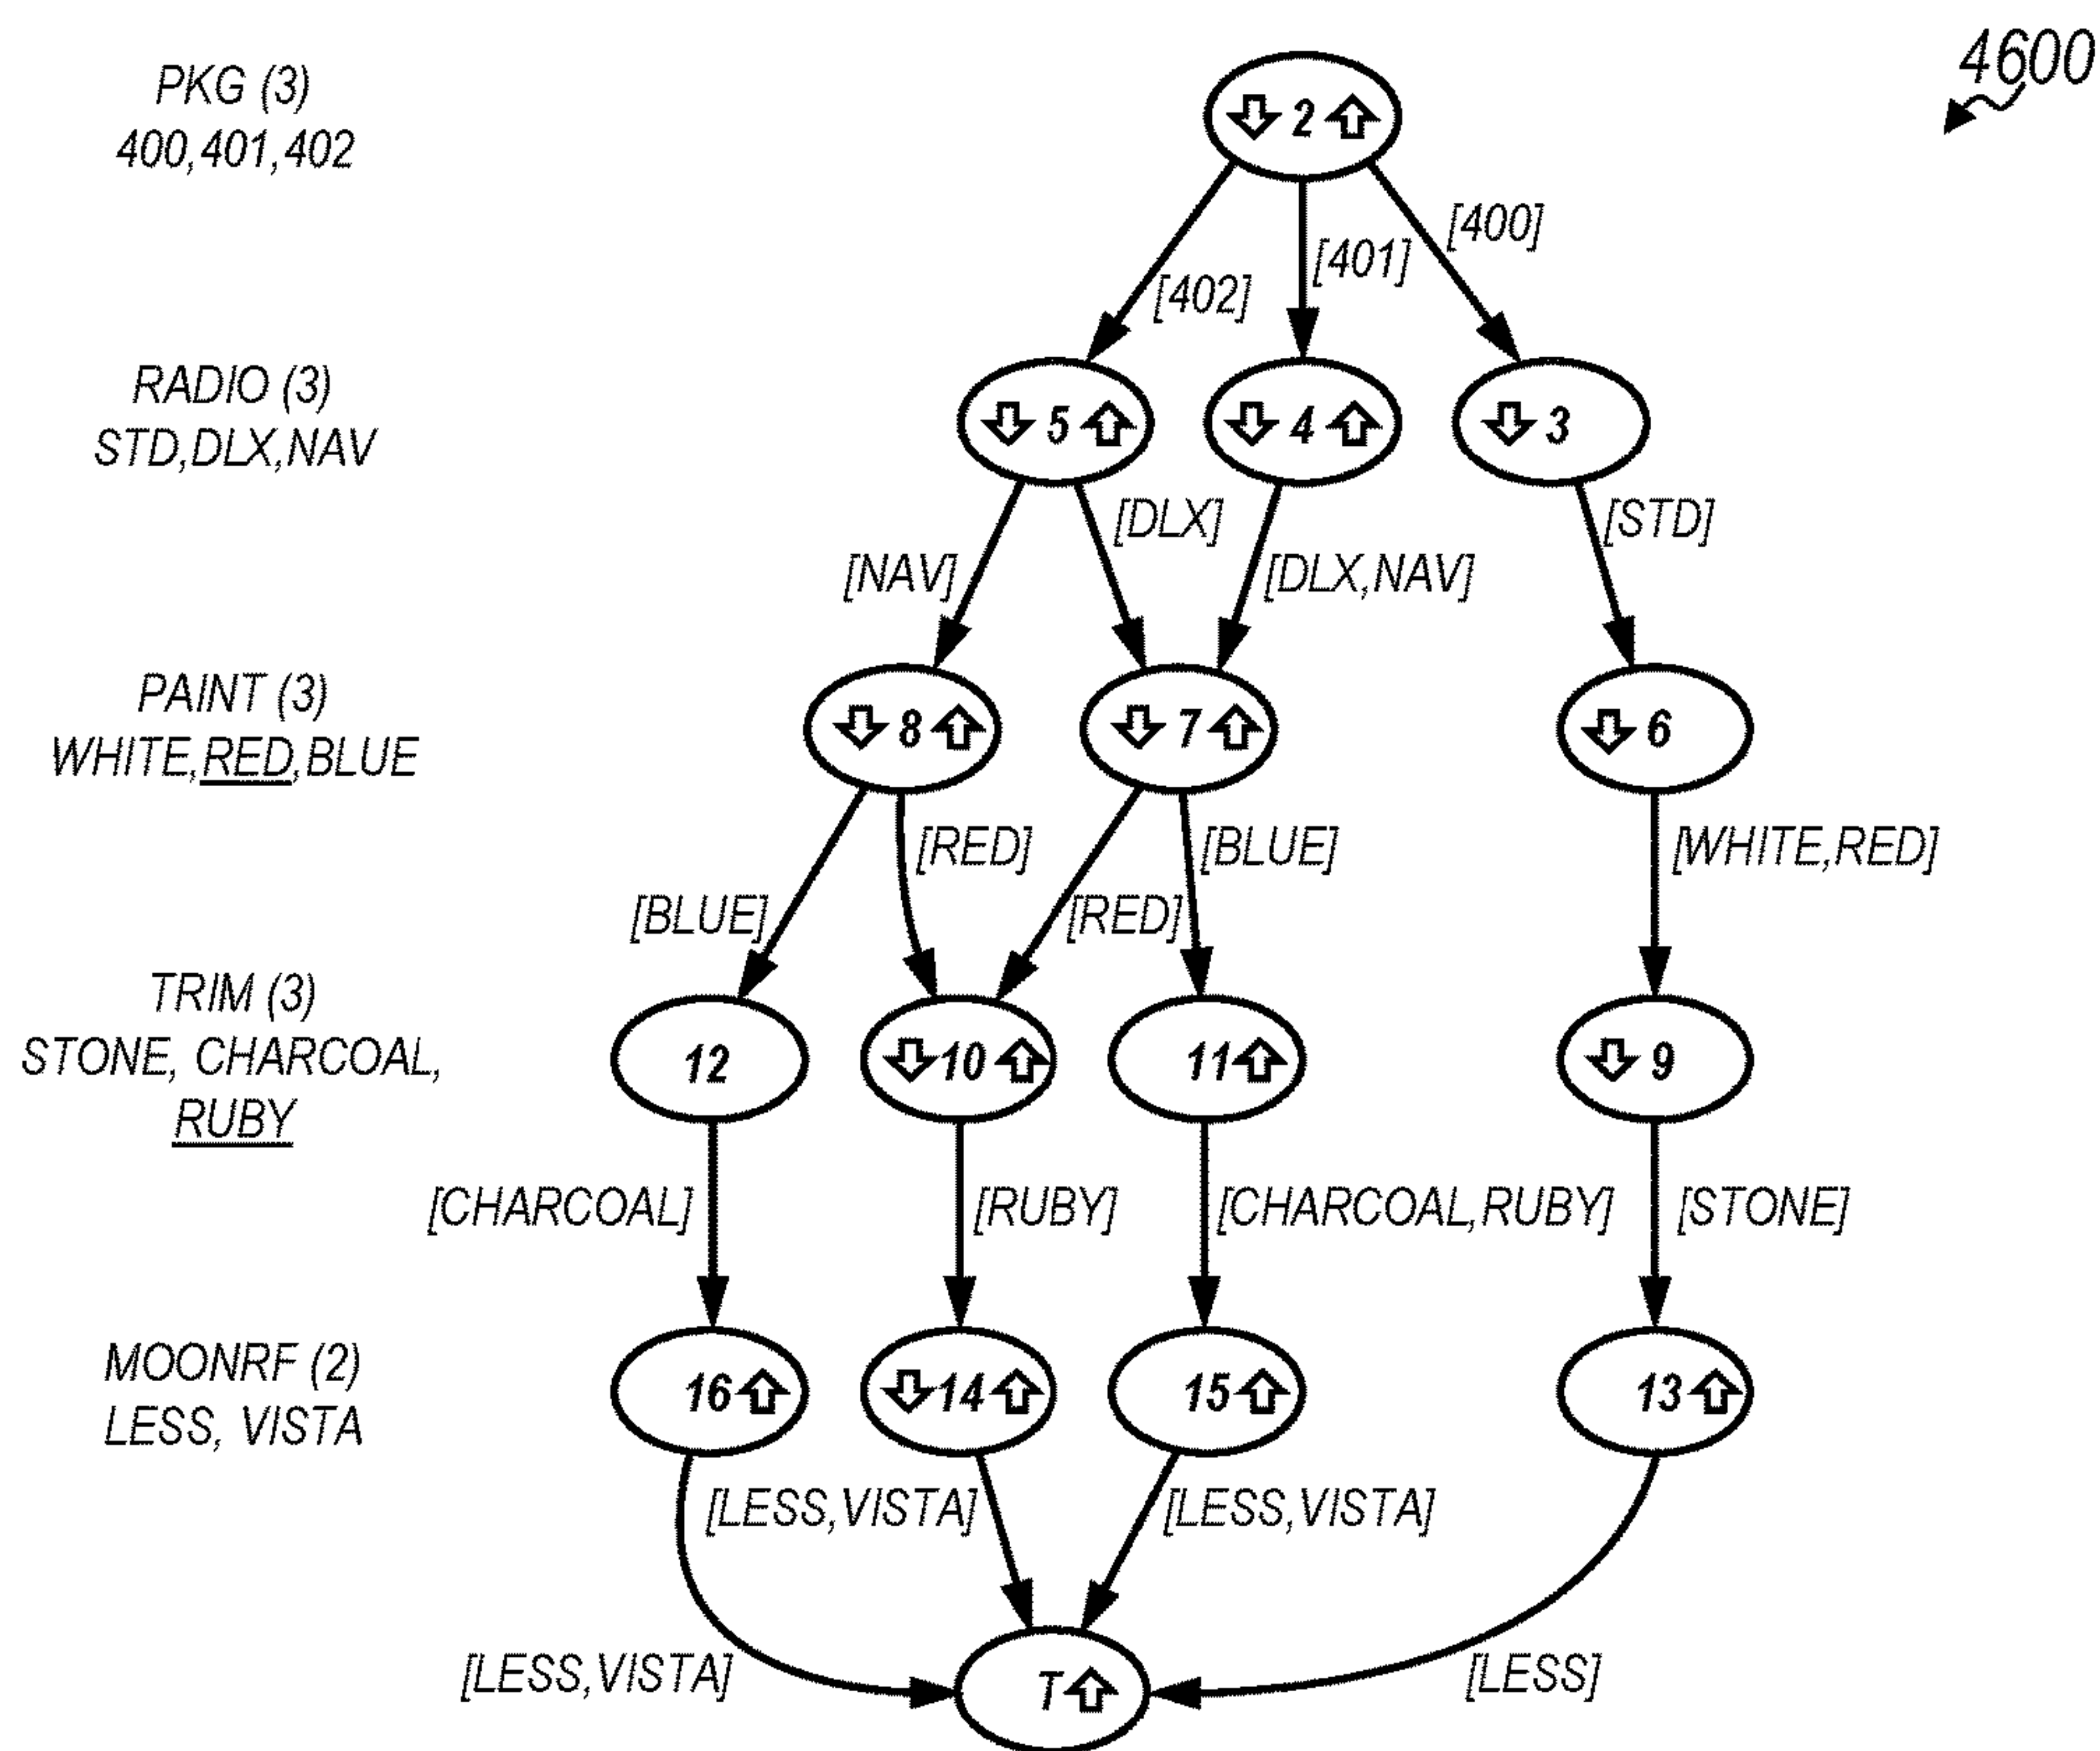 4600
PKG (3)
400,401,402
2
[402]
[401]
[400]
RADIO (3)
STD,DLX,NAV
5
4
3
[NAV]
[DLX]
[DLX,NAV]
[STD]
PAINT (3)
WHITE,RED,BLUE
8
7
6
[BLUE]
[RED]
[RED]
[BLUE]
[WHITE,RED]
TRIM (3)
STONE, CHARCOAL,
RUBY
12
10
11
9
[CHARCOAL]
[RUBY]
[CHARCOAL,RUBY]
[STONE]
MOONRF (2)
LESS, VISTA
16
14
15
13
[LESS,VISTA]
[LESS,VISTA]
[LESS,VISTA]
[LESS]
T